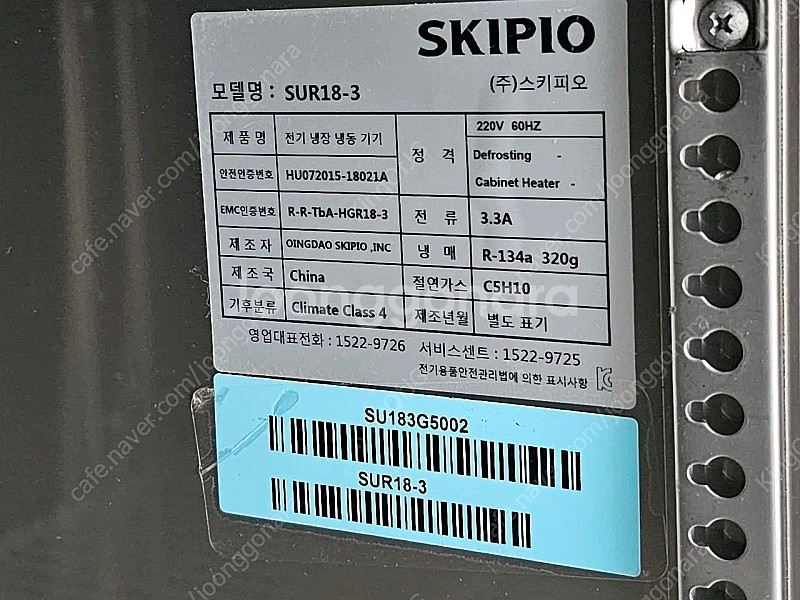 SKIPIO
(주)스키피오
모델명 : SUR18-3
제 품 명 전기 냉장 냉동 기기 정 격 220V 60HZ
Defrosting -
안전인증번호 HU072015-18021A Cabinet Heater -
EMC인증번호 R-R-TbA-HGR18-3 전 류 3.3A
제 조 자 QINGDAO SKIPIO ,INC 냉 매 R-134a 320g
제 조 국 China 절연가스 C5H10
기후분류 Climate Class 4 제조년월 별도 표기
영업대표전화 : 1522-9726 서비스센트 : 1522-9725
전기용품안전관리법에 의한 표시사항
SU183G5002
SUR18-3
joonggonara
cafe.naver.com/joonggonara